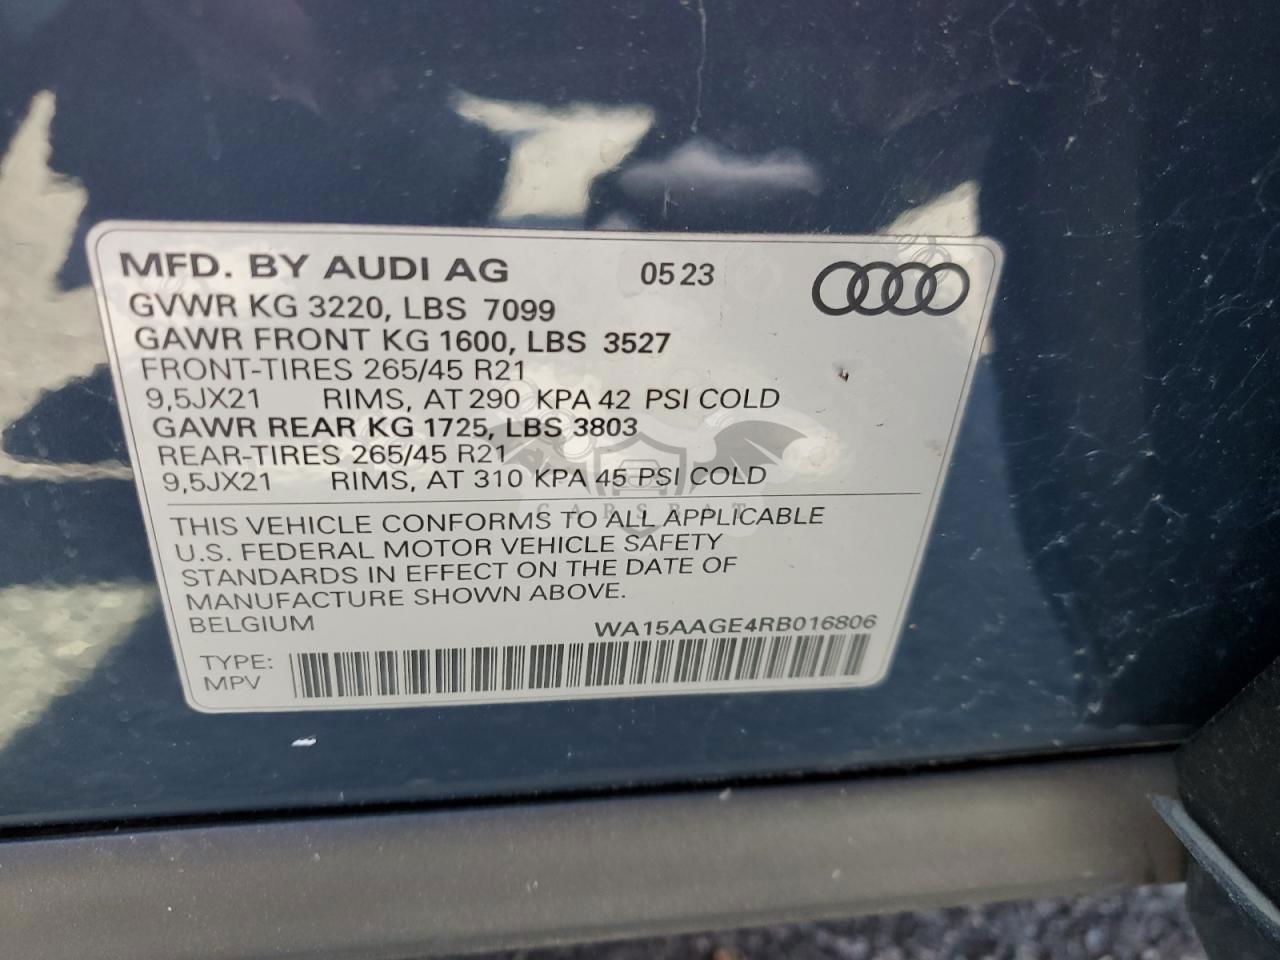 MFD. BY AUDI AG 05 23
GVWR KG 3220, LBS 7099
GAWR FRONT KG 1600, LBS 3527
FRONT-TIRES 265/45 R21
9,5JX21 RIMS, AT 290 KPA 42 PSI COLD
GAWR REAR KG 1725, LBS 3803
REAR-TIRES 265/45 R21
9,5JX21 RIMS, AT 310 KPA 45 PSI COLD
CARSBAT
THIS VEHICLE CONFORMS TO ALL APPLICABLE
U.S. FEDERAL MOTOR VEHICLE SAFETY
STANDARDS IN EFFECT ON THE DATE OF
MANUFACTURE SHOWN ABOVE.
BELGIUM WA15AAGE4RB016806
TYPE:
MPV